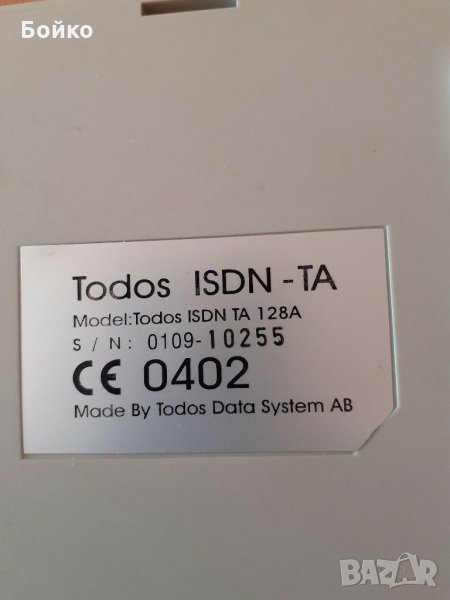 Бойко
Todos ISDN -TA
Model:Todos ISDN TA 128A
S / N: 0109-10255
CE 0402
Made By Todos Data System AB
BAZAR